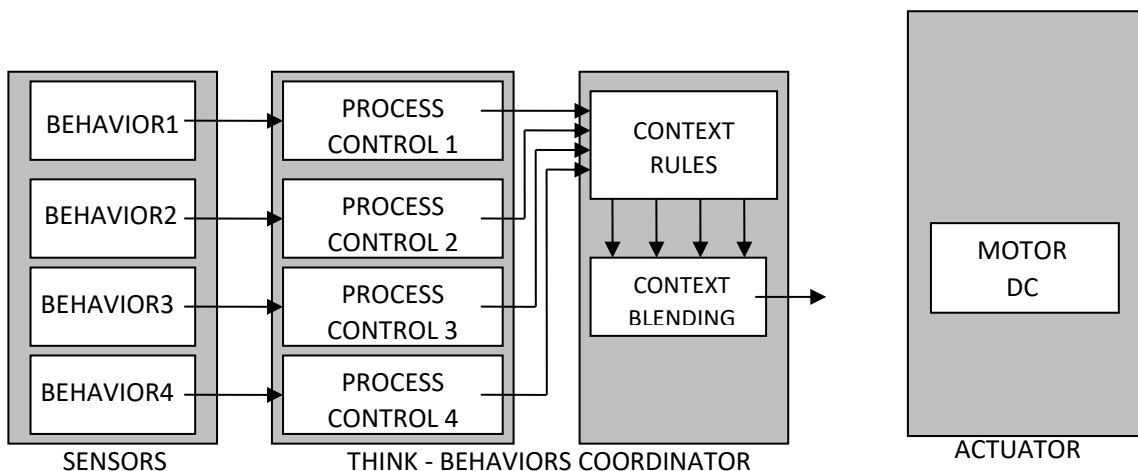 BEHAVIOR1
BEHAVIOR2
BEHAVIOR3
BEHAVIOR4
SENSORS
PROCESS
CONTROL 1
PROCESS
CONTROL 2
PROCESS
CONTROL 3
PROCESS
CONTROL 4
CONTEXT
RULES
CONTEXT
BLENDING
THINK - BEHAVIORS COORDINATOR
MOTOR
DC
ACTUATOR